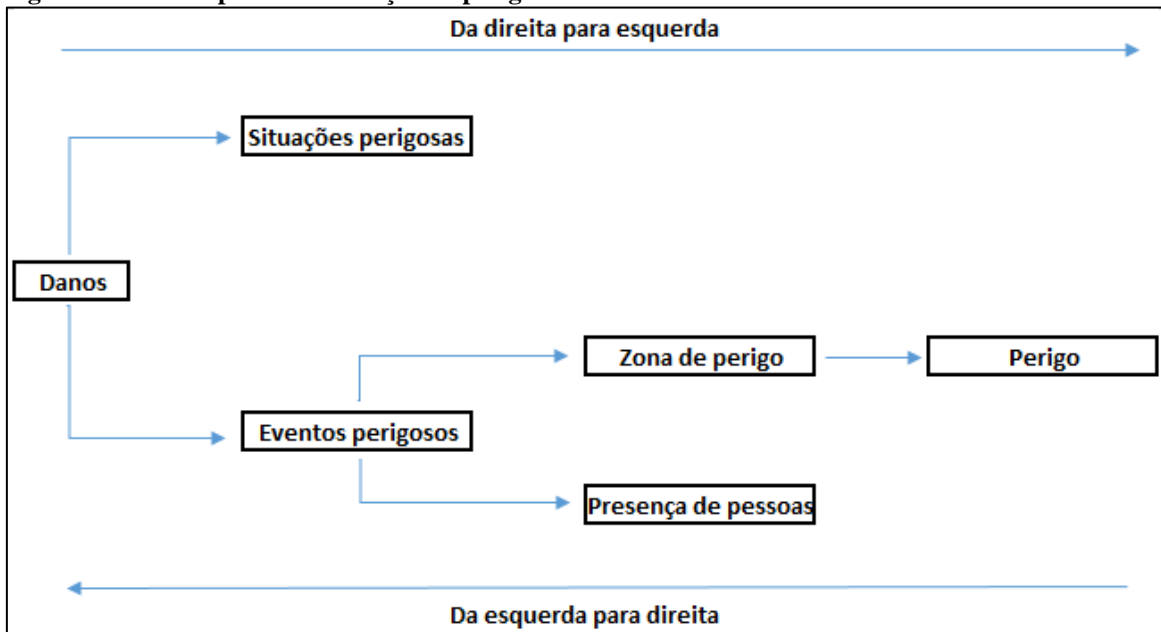 Da direita para esquerda
Situações perigosas
Danos
Zona de perigo
Perigo
Eventos perigosos
Presença de pessoas
Da esquerda para direita